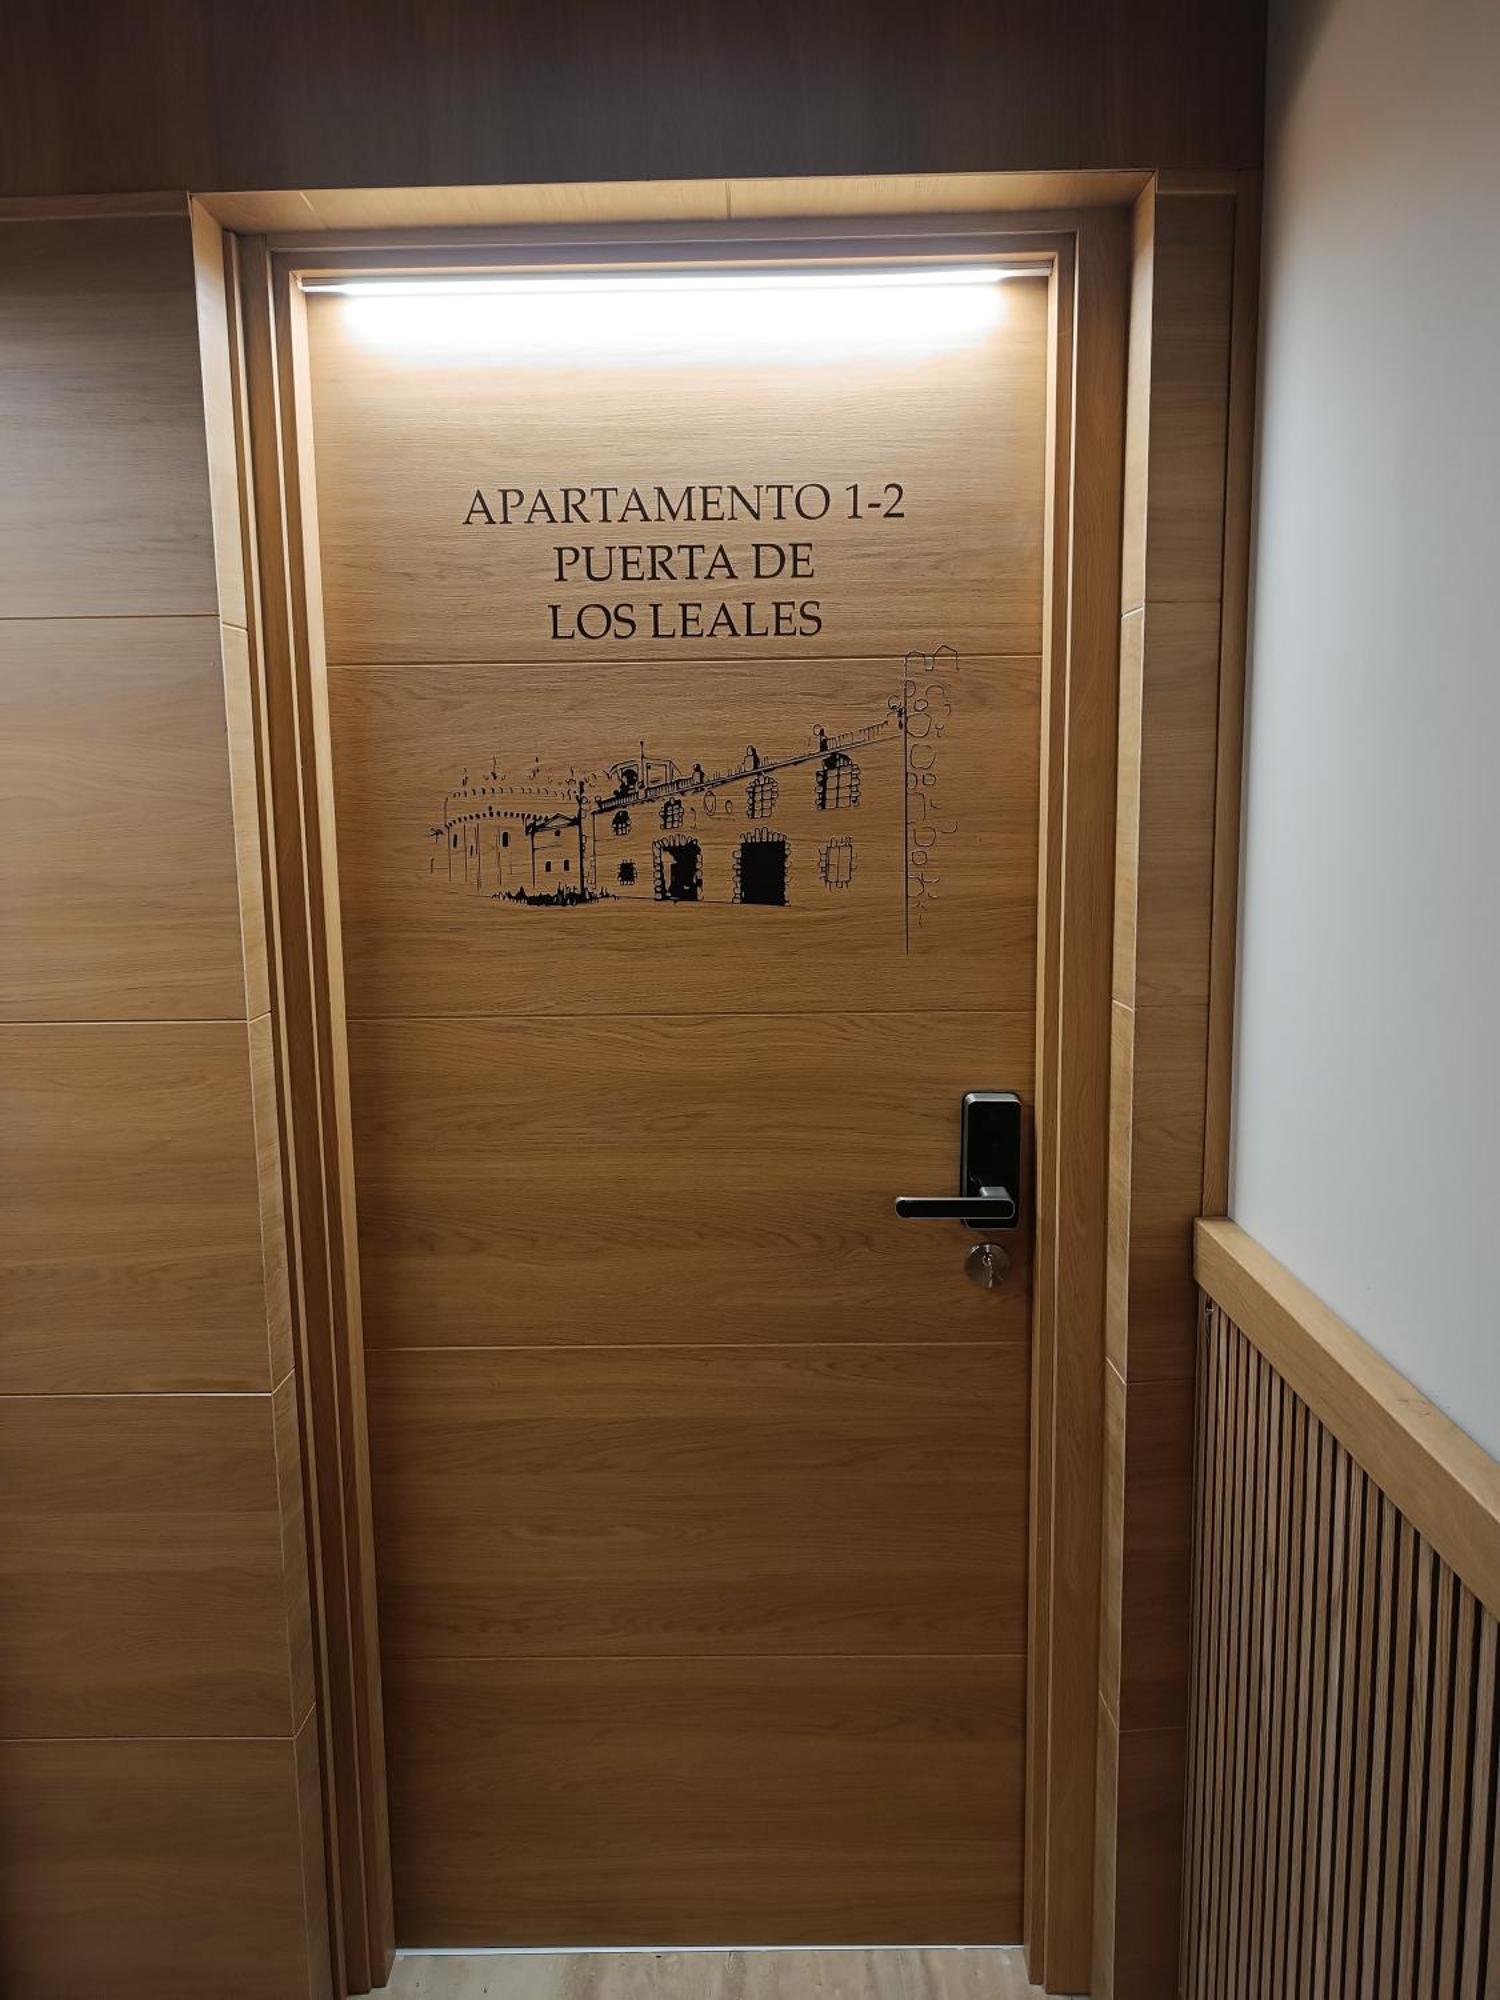 APARTAMENTO 1-2
PUERTA DE
LOS LEALES